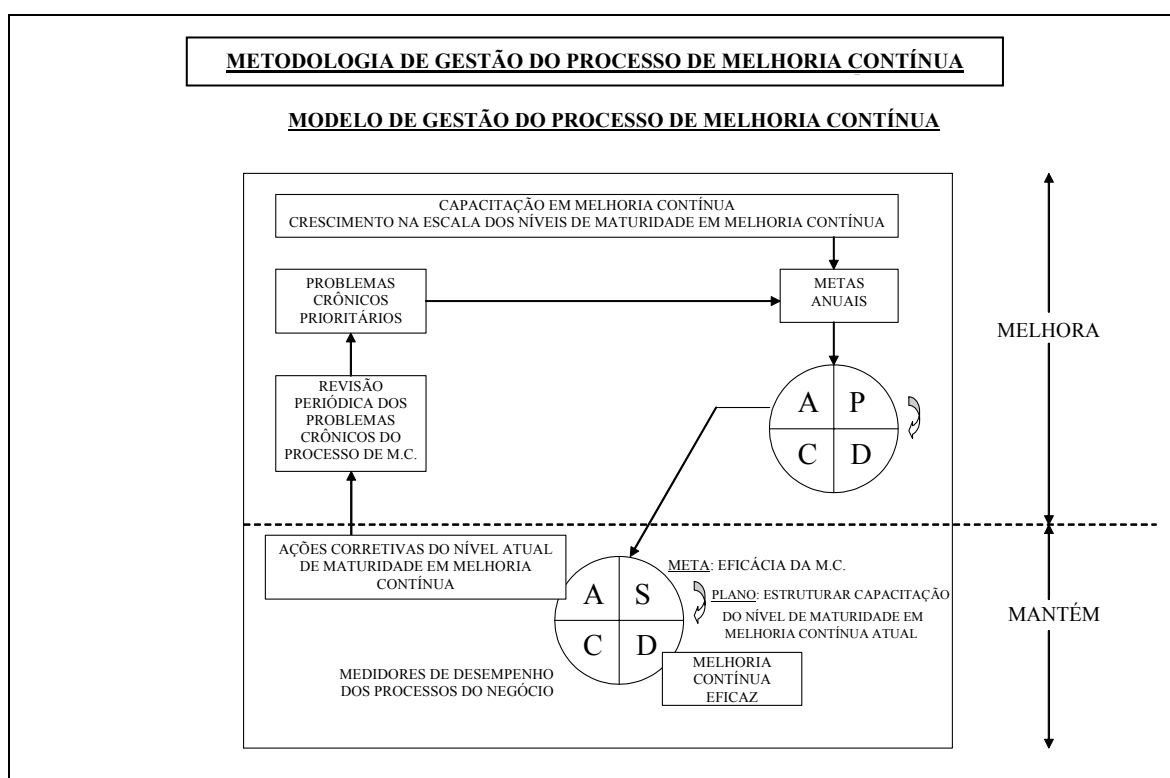 METODOLOGIA DE GESTÃO DO PROCESSO DE MELHORIA CONTÍNUA
MODELO DE GESTÃO DO PROCESSO DE MELHORIA CONTÍNUA
CAPACITAÇÃO EM MELHORIA CONTÍNUA
CRESCIMENTO NA ESCALA DOS NÍVEIS DE MATURIDADE EM MELHORIA CONTÍNUA
PROBLEMAS
CRÔNICOS
PRIORITÁRIOS
METAS
ANUAIS
MELHORA
REVISÃO
PERIÓDICA DOS
PROBLEMAS
CRÔNICOS DO
PROCESSO DE M.C.
A P
C D
AÇÕES CORRETIVAS DO NÍVEL ATUAL
DE MATURIDADE EM MELHORIA
CONTÍNUA
A S
C D
META: EFICÁCIA DA M.C.
PLANO: ESTRUTURAR CAPACITAÇÃO
DO NÍVEL DE MATURIDADE EM
MELHORIA CONTÍNUA ATUAL
MANTÉM
MEDIDORES DE DESEMPENHO
DOS PROCESSOS DO NEGÓCIO
MELHORIA
CONTÍNUA
EFICAZ